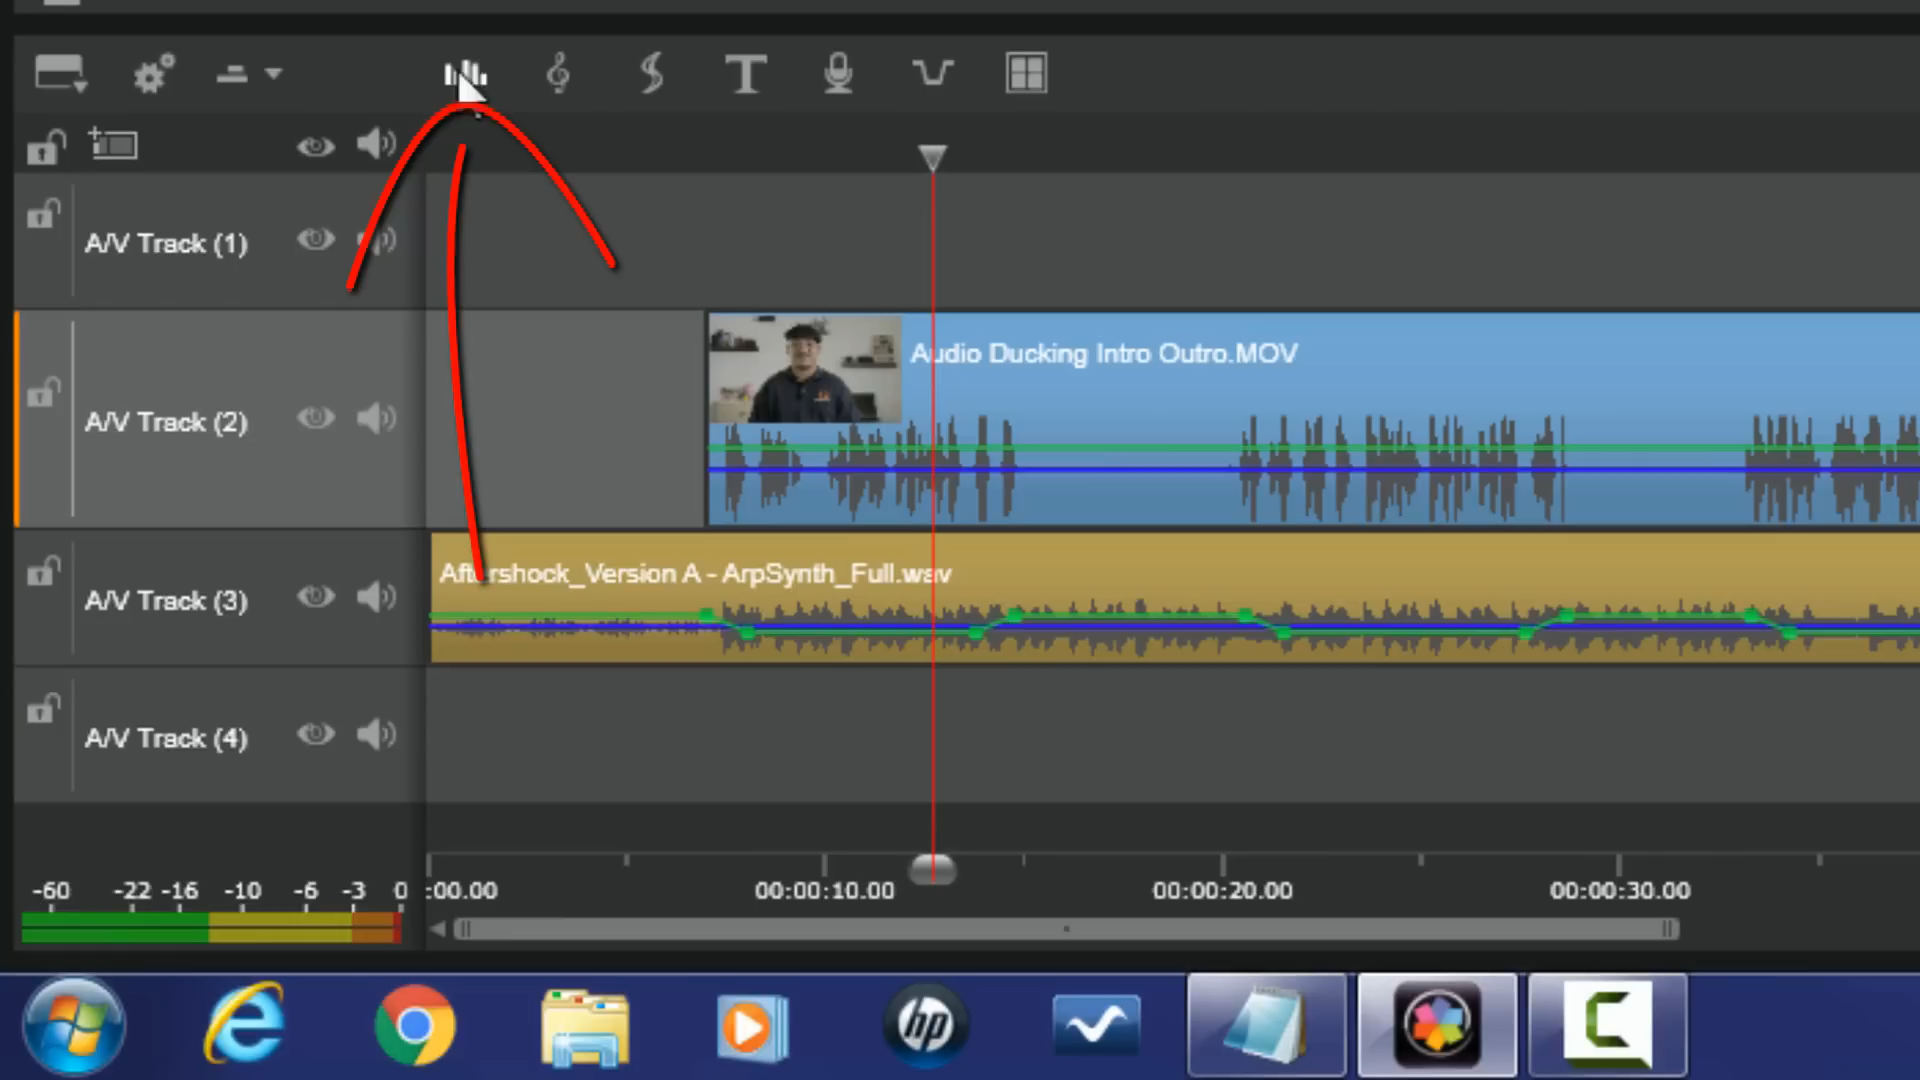 A/V Track (1)
Audio Ducking Intro Outro.MOV
A/V Track (2)
Aftershock_Version A - ArpSynth_Full.wav
A/V Track (3)
A/V Track (4)
-60 -22 -16 -10 -6 -3 0 :00.00 00:00:10.00 00:00:20.00 00:00:30.00
hp